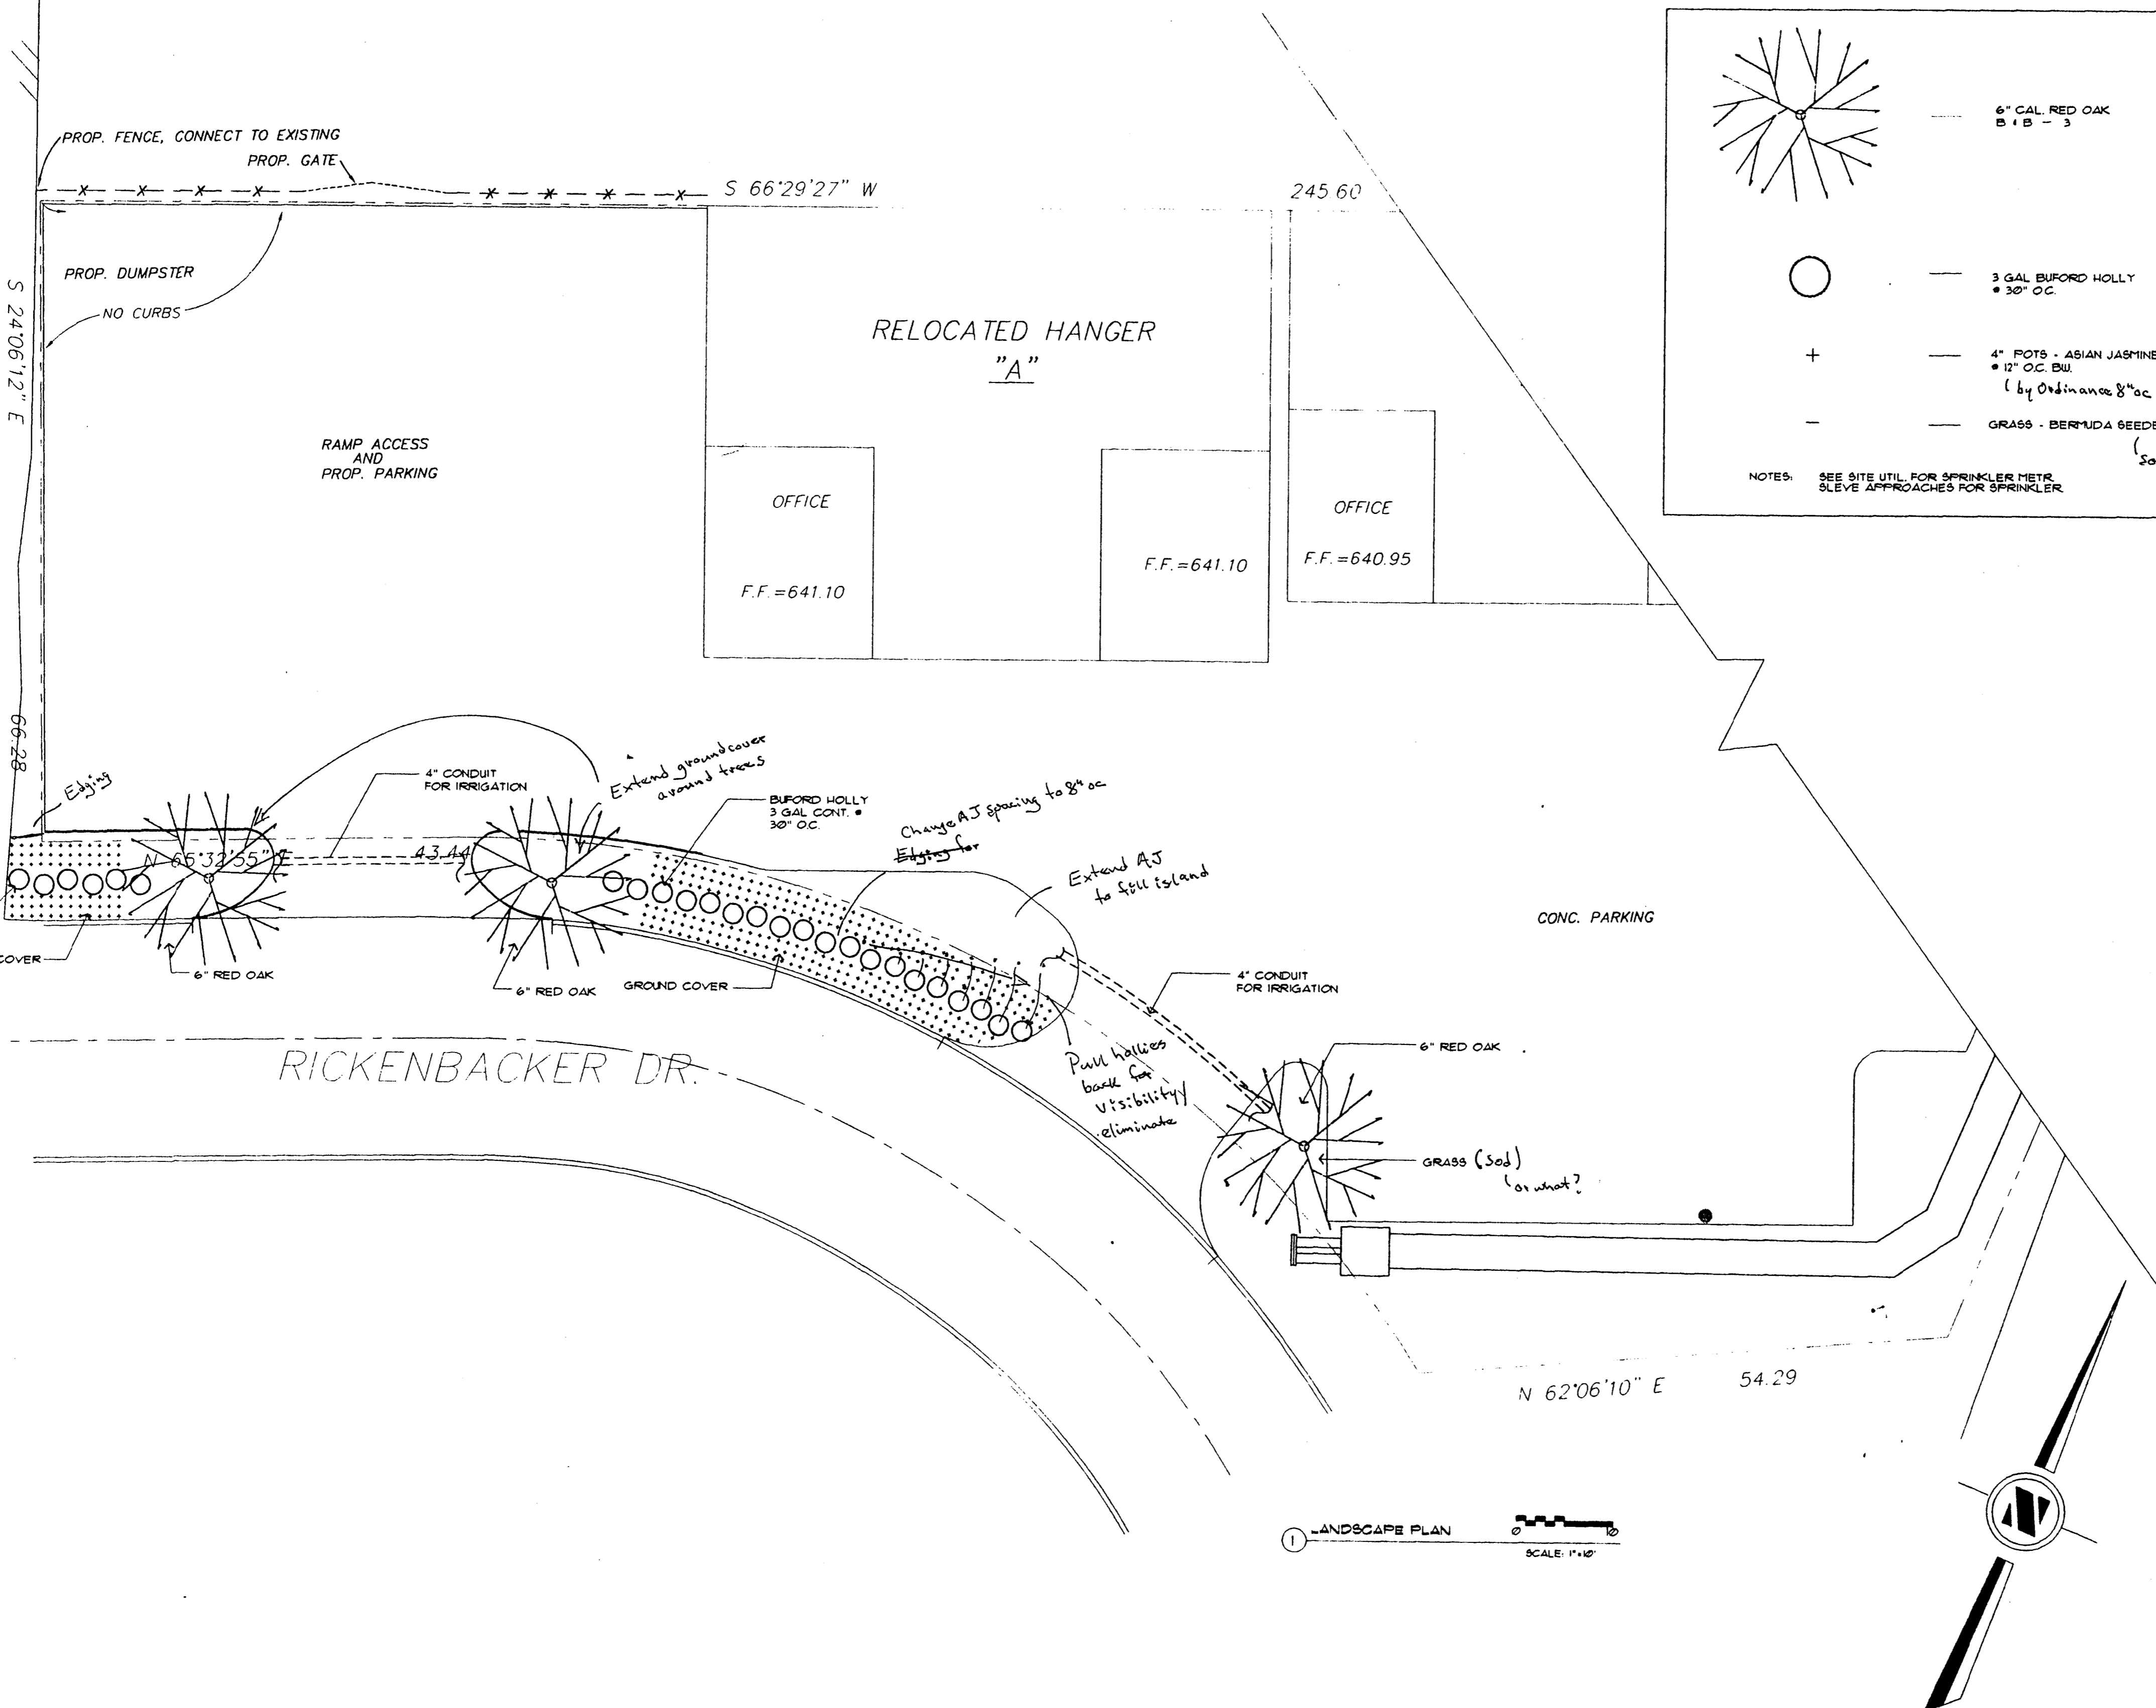 PROP. FENCE, CONNECT TO EXISTING
PROP. GATE
S 66°29'27" W
245.60
PROP. DUMPSTER
NO CURBS
S 24°06'12" E
66.28
RELOCATED HANGER
"A"
RAMP ACCESS
AND
PROP. PARKING
OFFICE
F.F.=641.10
F.F.=641.10
OFFICE
F.F.=640.95
6" CAL. RED OAK
B & B - 3
3 GAL BUFORD HOLLY
@ 30" O.C.
4" POTS - ASIAN JASMINE
@ 12" O.C. BW.
by Ordinance 8" oc
GRASS - BERMUDA SEEDE
So
NOTES: SEE SITE UTIL. FOR SPRINKLER METR
SLEVE APPROACHES FOR SPRINKLER
Edging
4" CONDUIT
FOR IRRIGATION
Extend groundcover
around trees
BUFORD HOLLY
3 GAL CONT. @
30" O.C.
Change AJ spacing to 8" oc
Edging for
Extend AJ
to fill island
N 65°32'55" E
43.44
CONC. PARKING
COVER
6" RED OAK
6" RED OAK
GROUND COVER
4" CONDUIT
FOR IRRIGATION
Pull hollies
back for
visibility/
eliminate
6" RED OAK
GRASS (Sod)
or what?
RICKENBACKER DR.
N 62°06'10" E
54.29
1
LANDSCAPE PLAN
0 10
SCALE: 1"=10'
N